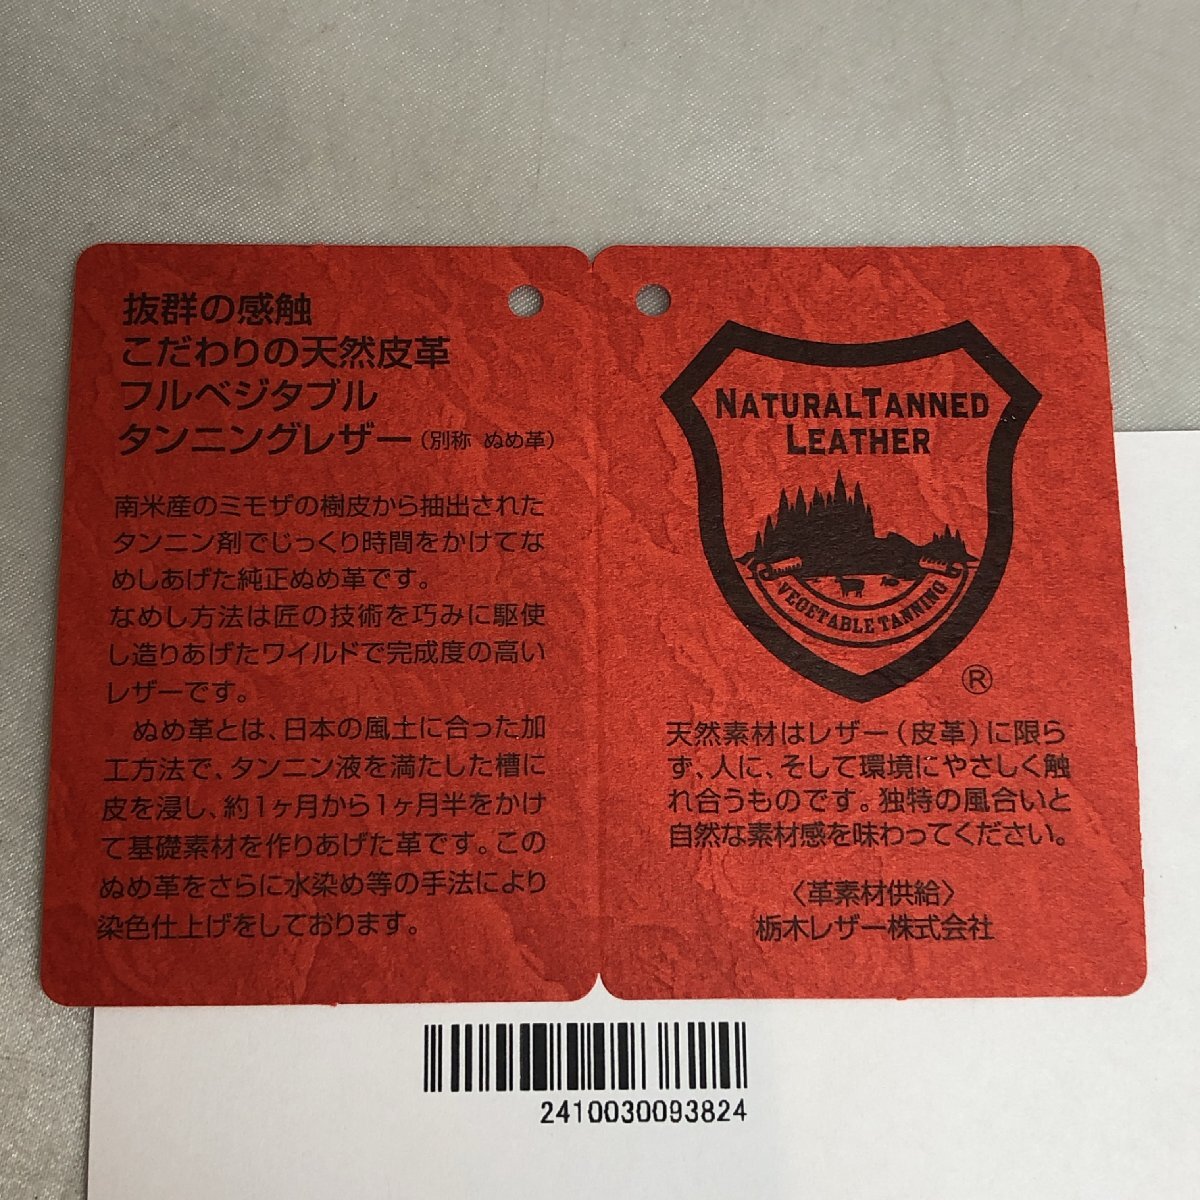 抜群の感触
こだわりの天然皮革
フルベジタブル
タンニングレザー（別称 ぬめ革）
南米産のミモザの樹皮から抽出された
タンニン剤でじっくり時間をかけてな
めしあげた純正ぬめ革です。
なめし方法は匠の技術を巧みに駆使
し造りあげたワイルドで完成度の高い
レザーです。
　ぬめ革とは、日本の風土に合った加
工方法で、タンニン液を満たした槽に
皮を浸し、約1ヶ月から1ヶ月半をかけ
て基礎素材を作りあげた革です。この
ぬめ革をさらに水染め等の手法により
染色仕上げをしております。
NATURAL TANNED
LEATHER
VEGETABLE TANNING
®
天然素材はレザー（皮革）に限ら
ず、人に、そして環境にやさしく触
れ合うものです。独特の風合いと
自然な素材感を味わってください。
〈革素材供給〉
栃木レザー株式会社
2410030093824